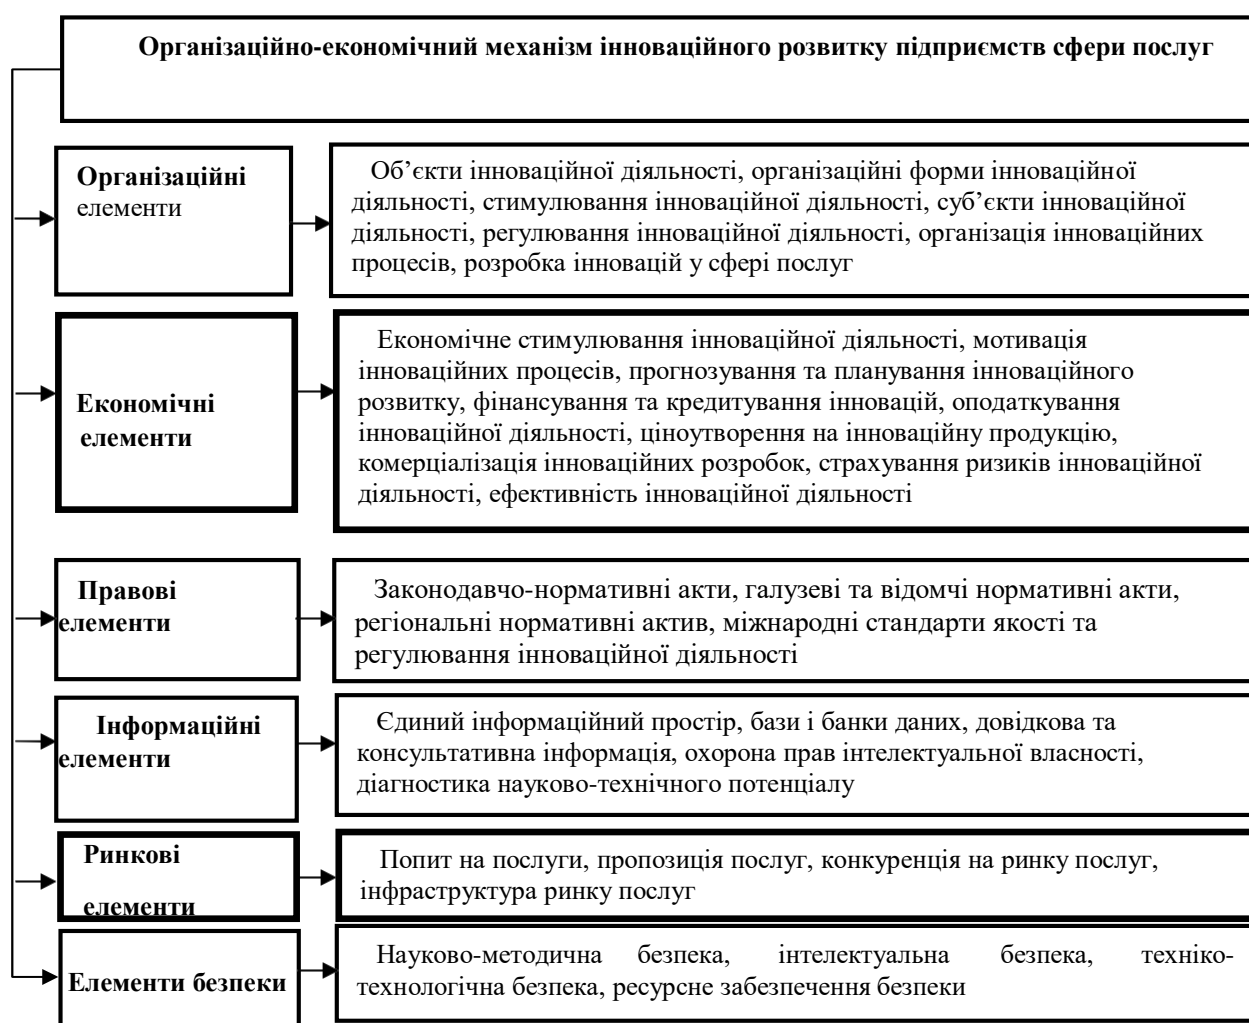 Організаційно-економічний механізм інноваційного розвитку підприємств сфери послуг
Організаційні
елементи
Об’єкти інноваційної діяльності, організаційні форми інноваційної
діяльності, стимулювання інноваційної діяльності, суб’єкти інноваційної
діяльності, регулювання інноваційної діяльності, організація інноваційних
процесів, розробка інновацій у сфері послуг
Економічні
елементи
Економічне стимулювання інноваційної діяльності, мотивація
інноваційних процесів, прогнозування та планування інноваційного
розвитку, фінансування та кредитування інновацій, оподаткування
інноваційної діяльності, ціноутворення на інноваційну продукцію,
комерціалізація інноваційних розробок, страхування ризиків інноваційної
діяльності, ефективність інноваційної діяльності
Правові
елементи
Законодавчо-нормативні акти, галузеві та відомчі нормативні акти,
регіональні нормативні актив, міжнародні стандарти якості та
регулювання інноваційної діяльності
Інформаційні
елементи
Єдиний інформаційний простір, бази і банки даних, довідкова та
консультативна інформація, охорона прав інтелектуальної власності,
діагностика науково-технічного потенціалу
Ринкові
елементи
Попит на послуги, пропозиція послуг, конкуренція на ринку послуг,
інфраструктура ринку послуг
Елементи безпеки
Науково-методична безпека, інтелектуальна безпека, техніко-
технологічна безпека, ресурсне забезпечення безпеки